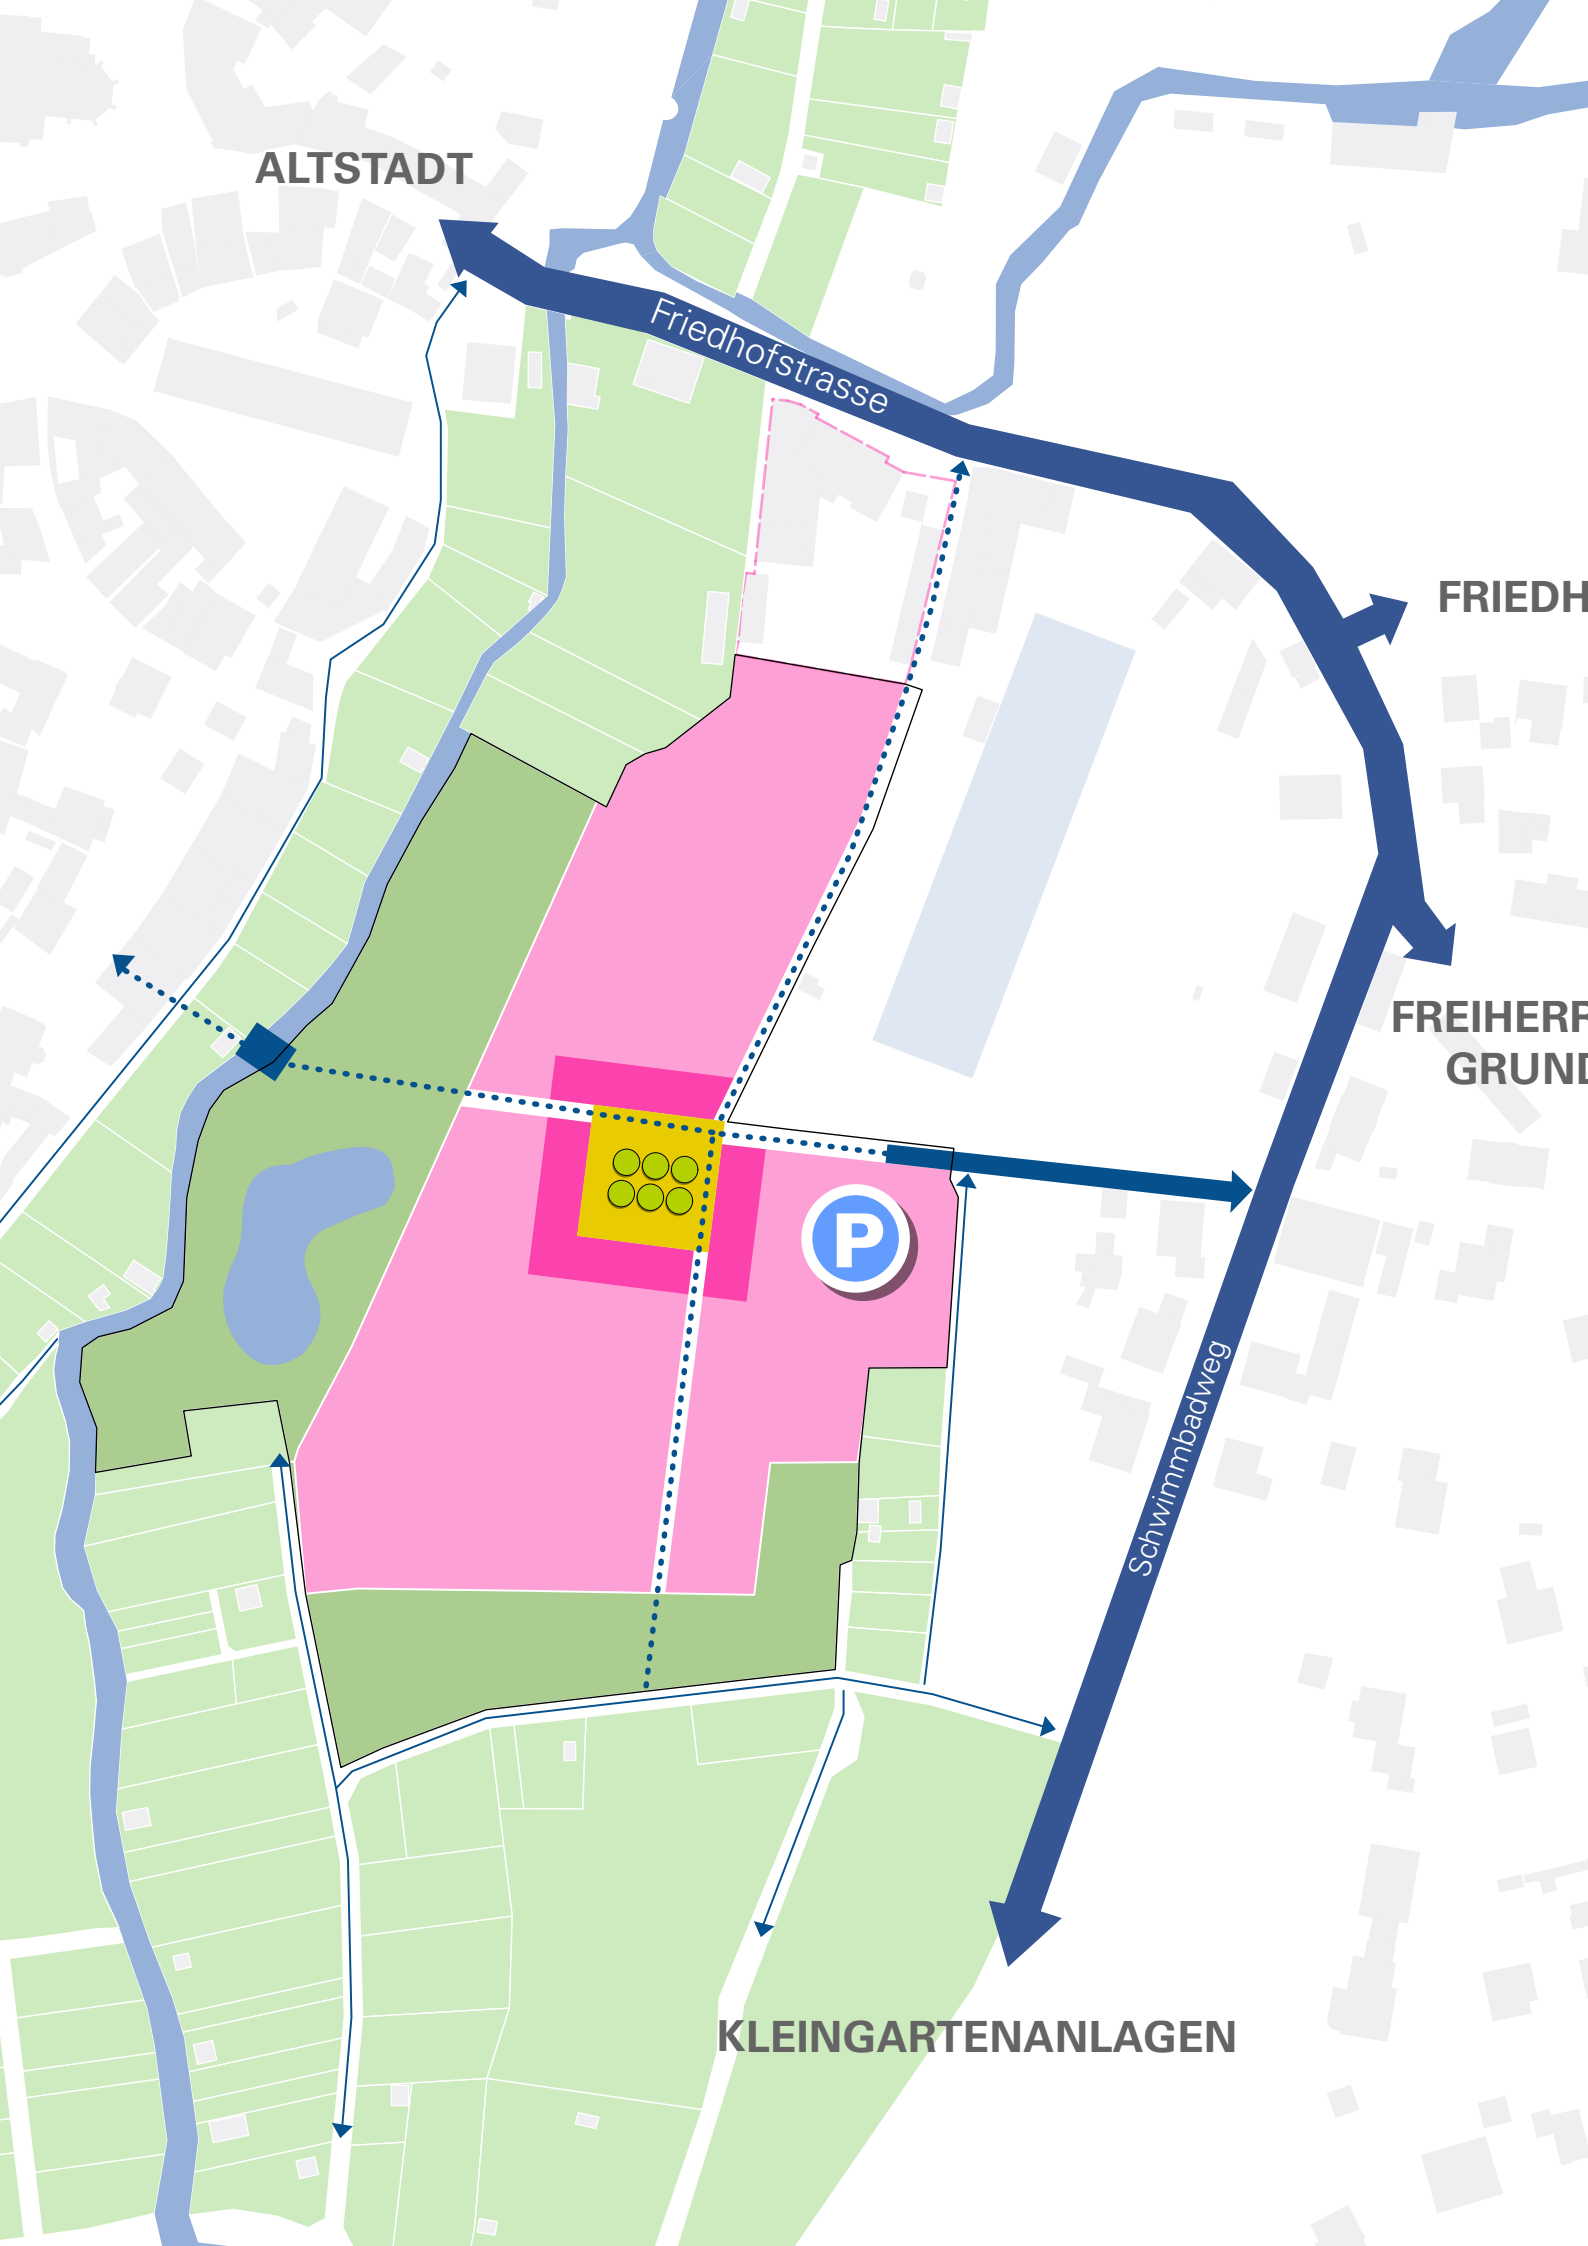 ALTSTADT
Friedhofstrasse
FRIEDH
FREIHERR
GRUND
P
Schwimmbadweg
KLEINGARTENANLAGEN